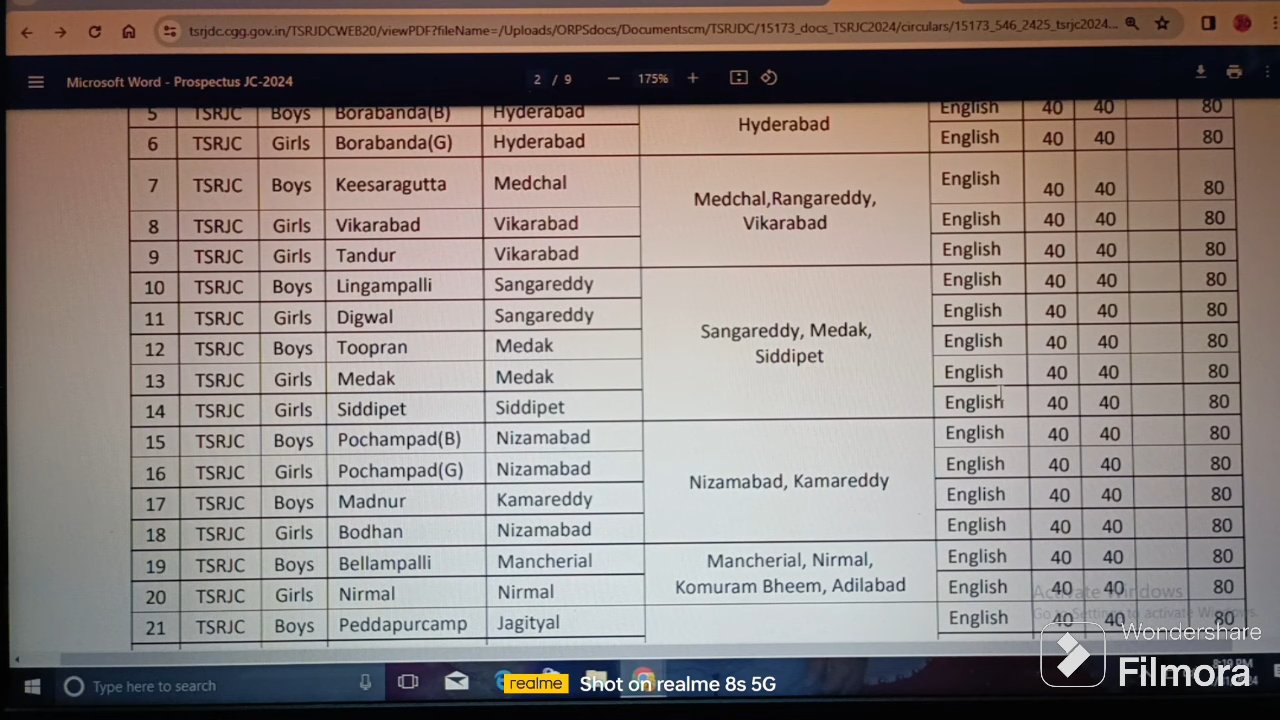 tsrjdc.cgg.gov.in/TSRJDCWEB20/viewPDF?fileName=/Uploads/ORPSdocs/Documentscm/TSRJDC/15173_docs_TSRJC2024/circulars/15173_546_2425_tsrjc2024...
Microsoft Word - Prospectus JC-2024 2 / 9 — 175% +
5 TSRJC Boys Borabanda(B) Hyderabad English 40 40 80
Hyderabad
6 TSRJC Girls Borabanda(G) Hyderabad English 40 40 80
7 TSRJC Boys Keesaragutta Medchal English 40 40 80
Medchal,Rangareddy,
Vikarabad
8 TSRJC Girls Vikarabad Vikarabad English 40 40 80
9 TSRJC Girls Tandur Vikarabad English 40 40 80
10 TSRJC Boys Lingampalli Sangareddy English 40 40 80
11 TSRJC Girls Digwal Sangareddy English 40 40 80
Sangareddy, Medak,
Siddipet
12 TSRJC Boys Toopran Medak English 40 40 80
13 TSRJC Girls Medak Medak English 40 40 80
14 TSRJC Girls Siddipet Siddipet English 40 40 80
15 TSRJC Boys Pochampad(B) Nizamabad English 40 40 80
16 TSRJC Girls Pochampad(G) Nizamabad English 40 40 80
Nizamabad, Kamareddy
17 TSRJC Boys Madnur Kamareddy English 40 40 80
18 TSRJC Girls Bodhan Nizamabad English 40 40 80
19 TSRJC Boys Bellampalli Mancherial English 40 40 80
Mancherial, Nirmal,
Komuram Bheem, Adilabad
20 TSRJC Girls Nirmal Nirmal English 40 40 80
21 TSRJC Boys Peddapurcamp Jagityal English 40 40 80
Activate Windows
Go to Settings to activate Windows.
Wondershare
Filmora
Type here to search
realme Shot on realme 8s 5G